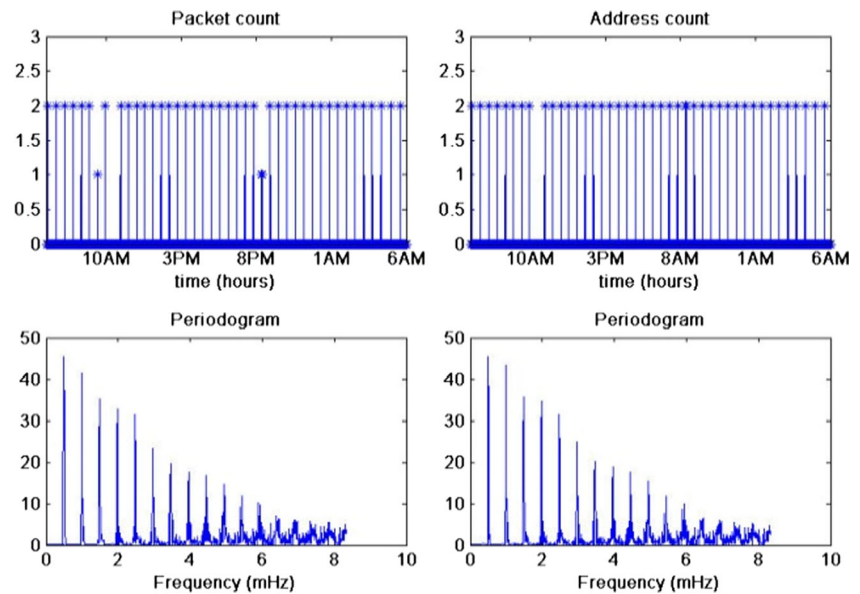 Packet count
3
2.5
2
1.5
1
0.5
0
10AM 3PM 8PM 1AM 6AM
time (hours)
Address count
3
2.5
2
1.5
1
0.5
0
10AM 3PM 8AM 1AM 6AM
time (hours)
Periodogram
50
40
30
20
10
0
0 2 4 6 8 10
Frequency (mHz)
Periodogram
50
40
30
20
10
0
0 2 4 6 8 10
Frequency (mHz)